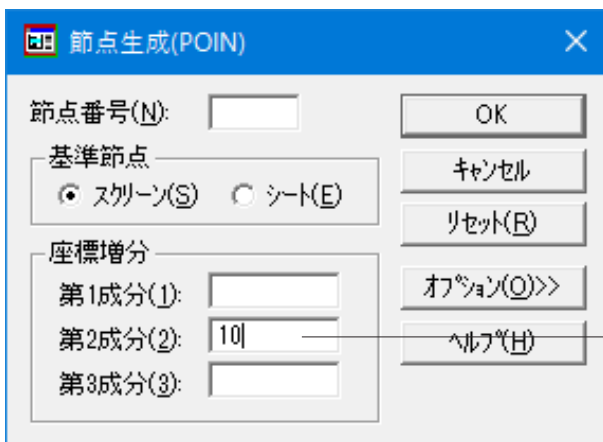 節点生成(POIN)
節点番号(N):
基準節点
スクリーン(S) シート(E)
座標増分
第1成分(1):
第2成分(2): 10
第3成分(3):
OK
キャンセル
リセット(R)
オプション(O)>>
ヘルプ(H)